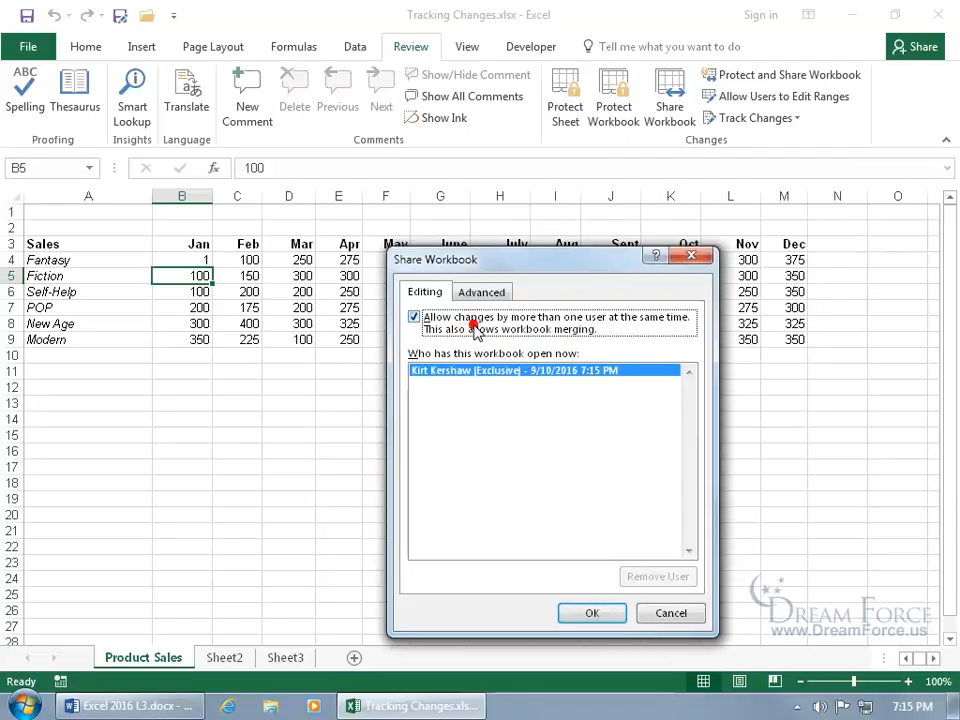 Tracking Changes.xlsx - Excel
Sign in
File Home Insert Page Layout Formulas Data Review View Developer Tell me what you want to do Share
ABC
Spelling Thesaurus Smart Lookup Translate New Comment Delete Previous Next
Show/Hide Comment
Show All Comments
Show Ink
Protect Sheet Protect Workbook Share Workbook
Protect and Share Workbook
Allow Users to Edit Ranges
Track Changes
Proofing Insights Language Comments Changes
B5 fx 100
A B C D E F G H I J K L M N O
1
2
3 Sales Jan Feb Mar Apr May June July Aug Sept Oct Nov Dec
4 Fantasy 1 100 250 275 300 375
5 Fiction 100 150 300 300 300 350
6 Self-Help 100 200 200 250 250 350
7 POP 200 175 200 275 275 300
8 New Age 300 400 300 325 325 325
9 Modern 350 225 100 250 350 350
10
11
12
13
14
15
16
17
18
19
20
21
22
23
24
25
26
27
28
Share Workbook
Editing Advanced
Allow changes by more than one user at the same time.
This also allows workbook merging.
Who has this workbook open now:
Kirt Kershaw (Exclusive) - 9/10/2016 7:15 PM
Remove User
OK Cancel
DREAM FORCE
www.DreamForce.us
Product Sales Sheet2 Sheet3
Ready 100%
Excel 2016 L3.docx - ... Tracking Changes.xls... 7:15 PM